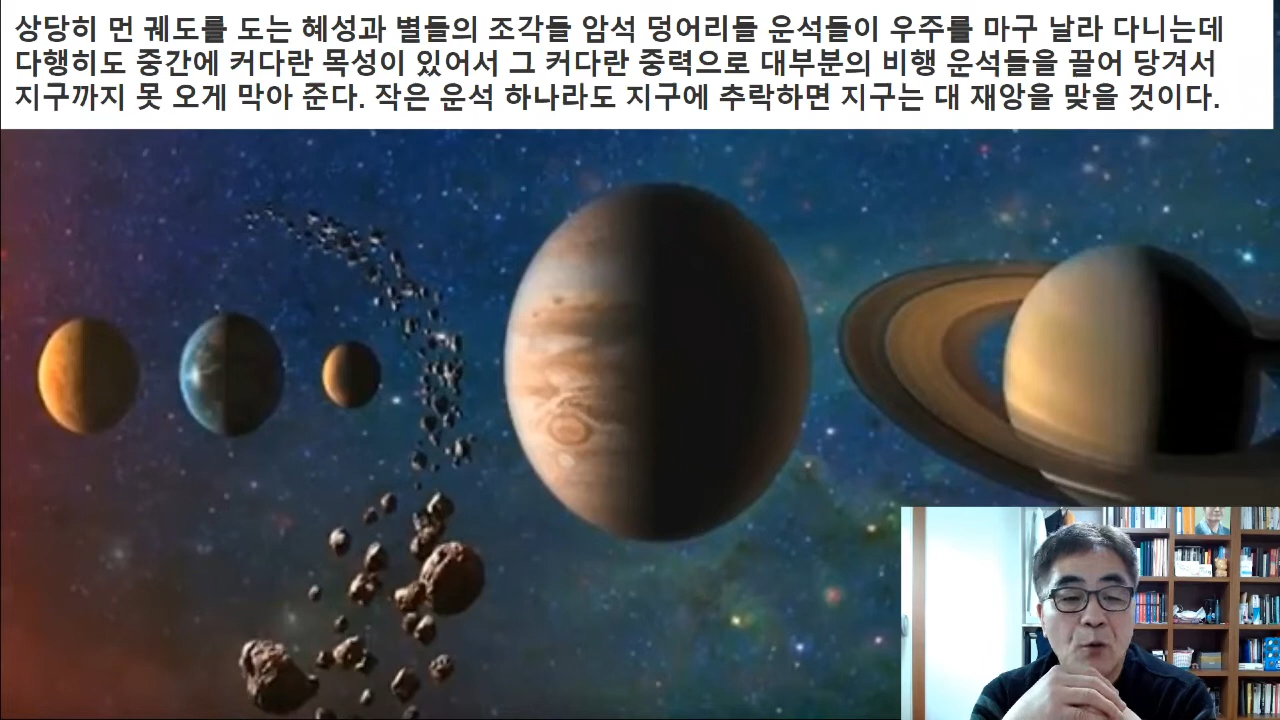 상당히 먼 궤도를 도는 혜성과 별들의 조각들 암석 덩어리들 운석들이 우주를 마구 날라 다니는데
다행히도 중간에 커다란 목성이 있어서 그 커다란 중력으로 대부분의 비행 운석들을 끌어 당겨서
지구까지 못 오게 막아 준다. 작은 운석 하나라도 지구에 추락하면 지구는 대 재앙을 맞을 것이다.